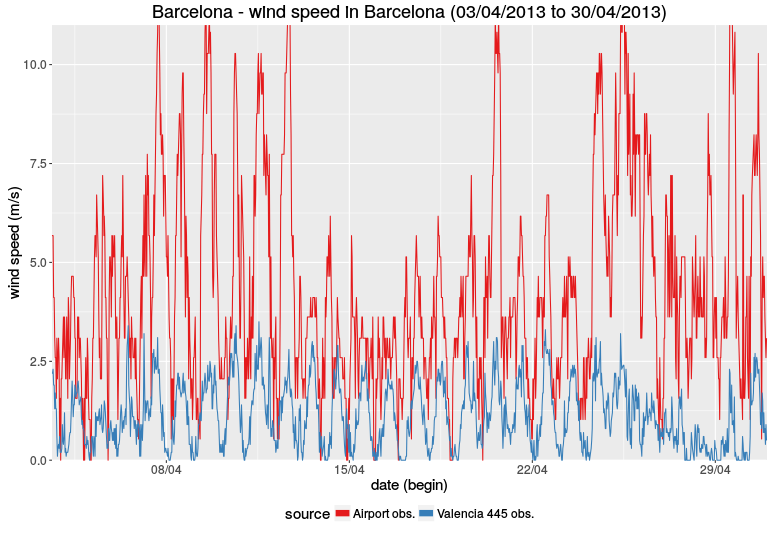 Barcelona - wind speed in Barcelona (03/04/2013 to 30/04/2013)
wind speed (m/s)
10.0
7.5
5.0
2.5
0.0
08/04
15/04
22/04
29/04
date (begin)
source Airport obs. Valencia 445 obs.